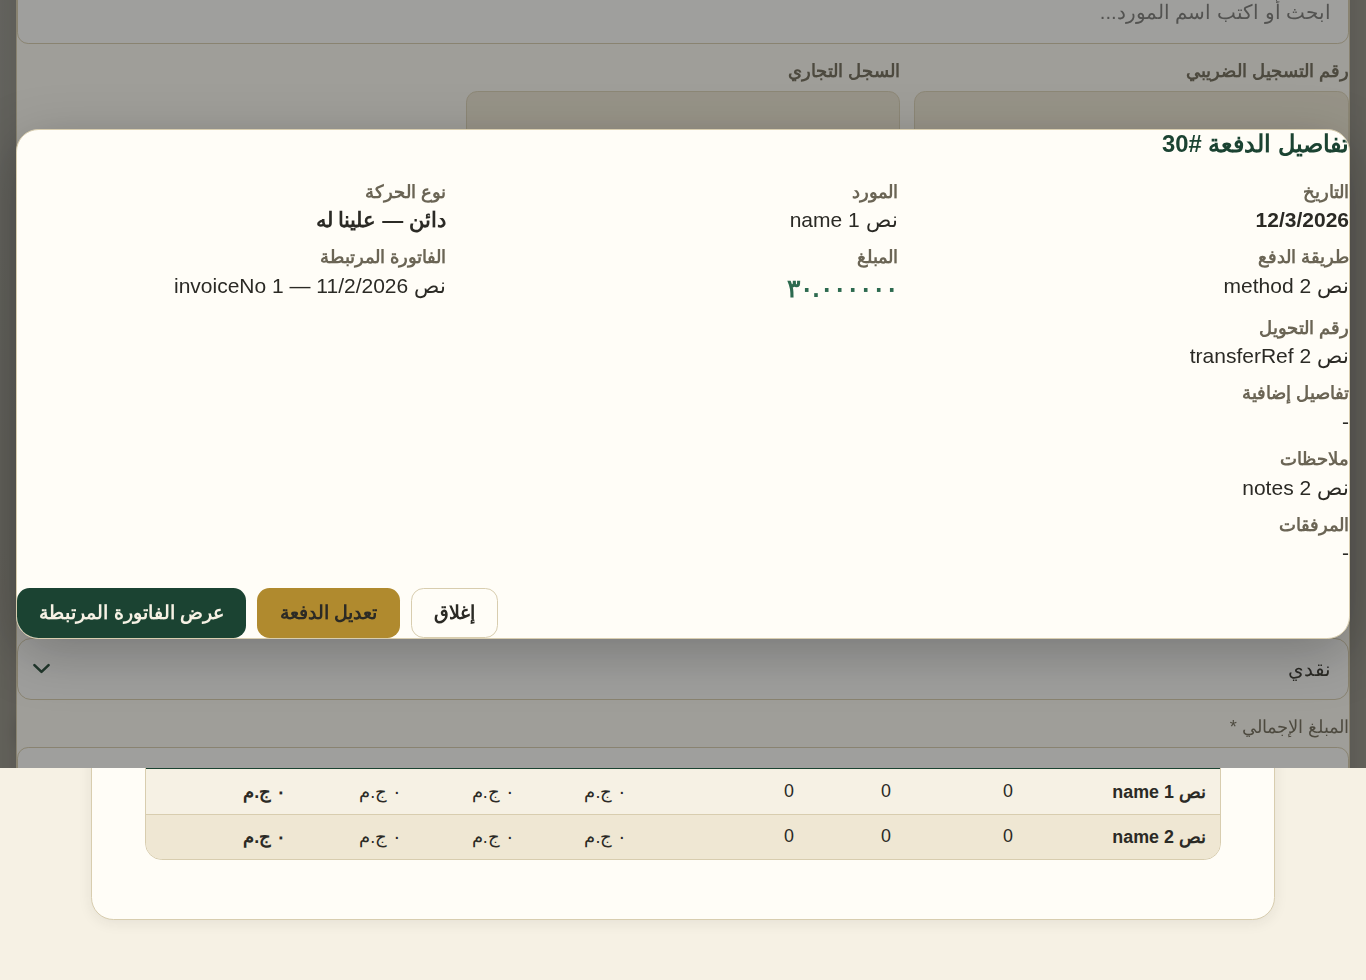 ابحث أو اكتب اسم المورد...
رقم التسجيل الضريبي السجل التجاري
تفاصيل الدفعة #30
التاريخ المورد نوع الحركة
12/3/2026 نص name 1 دائن — علينا له
طريقة الدفع المبلغ الفاتورة المرتبطة
نص method 2 ٣٠.٠٠٠٠٠٠ نص invoiceNo 1 — 11/2/2026
رقم التحويل
نص transferRef 2
تفاصيل إضافية
-
ملاحظات
نص notes 2
المرفقات
-
إغلاق تعديل الدفعة عرض الفاتورة المرتبطة
نقدي
المبلغ الإجمالي *
نص name 1 0 0 0 ٠ ج.م ٠ ج.م ٠ ج.م ٠ ج.م
نص name 2 0 0 0 ٠ ج.م ٠ ج.م ٠ ج.م ٠ ج.م